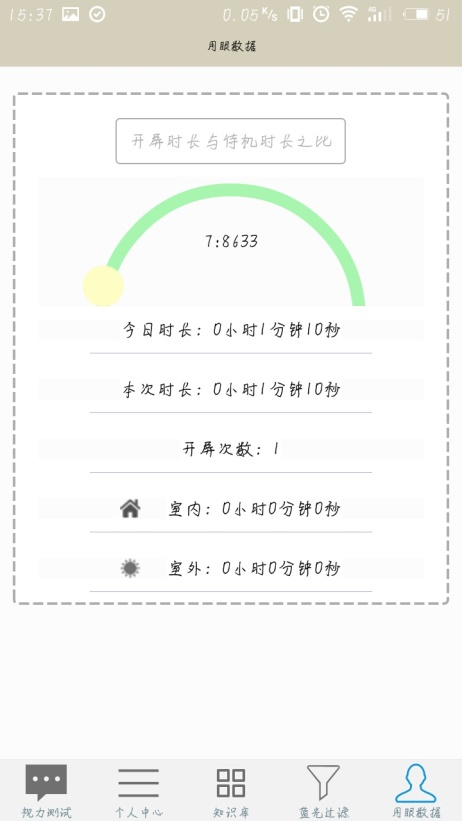 15:37 0.05 K/s 4G 51
用眼数据
开屏时长与待机时长之比
7:8633
今日时长：0小时1分钟10秒
本次时长：0小时1分钟10秒
开屏次数：1
室内：0小时0分钟0秒
室外：0小时0分钟0秒
视力测试 个人中心 知识库 蓝光过滤 用眼数据